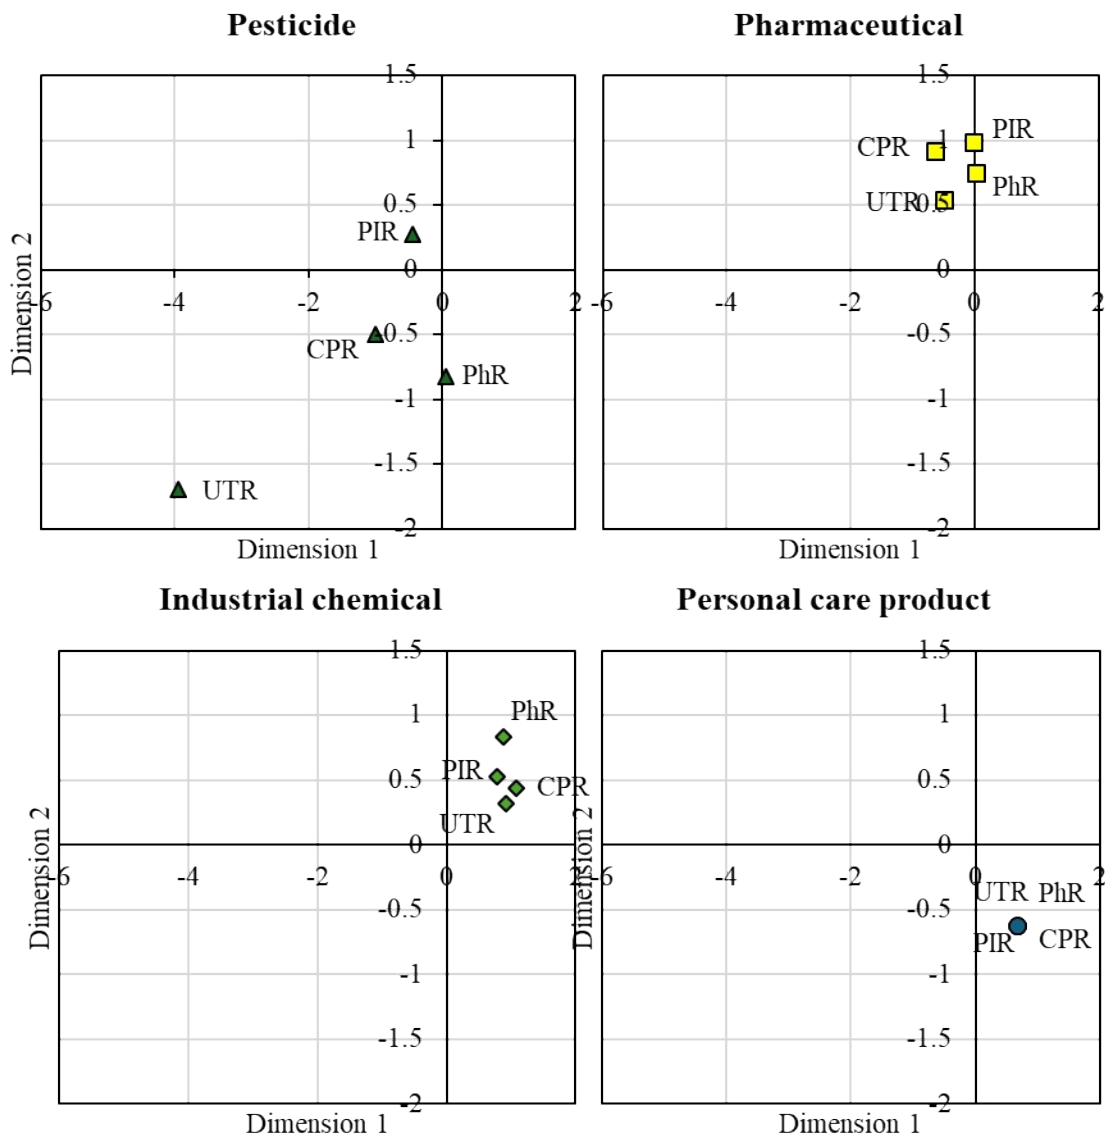 Pesticide
1.5
1
0.5
PIR
0
-6 -4 -2 0 2
-0.5
CPR
PhR
-1
-1.5
UTR
-2
Dimension 2
Dimension 1
Pharmaceutical
1.5
PIR
1
CPR
PhR
UTR
0.5
0
-6 -4 -2 0 2
-0.5
-1
-1.5
-2
Dimension 1
Industrial chemical
1.5
PhR
1
PIR
0.5
CPR
UTR
0
-6 -4 -2 0 2
-0.5
-1
-1.5
-2
Dimension 2
Dimension 1
Personal care product
1.5
1
0.5
0
-6 -4 -2 0 2
UTR PhR
-0.5
PIR CPR
-1
-1.5
-2
Dimension 2
Dimension 1